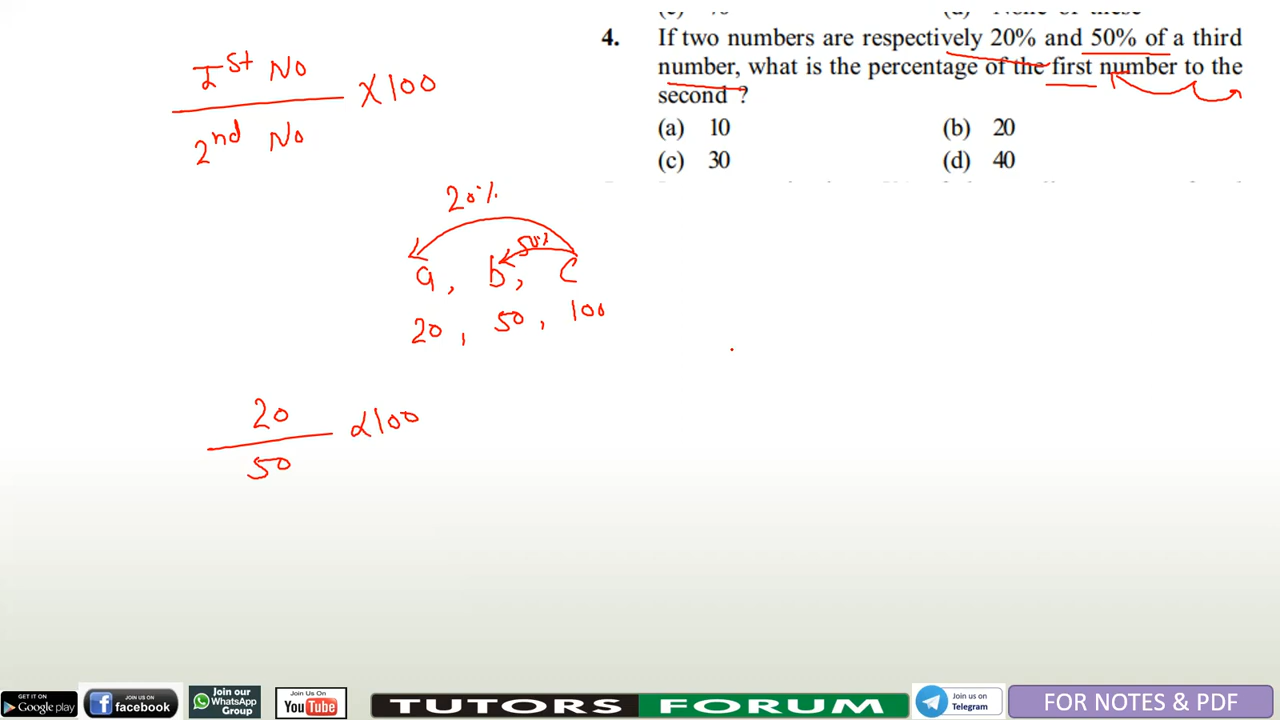 4. If two numbers are respectively 20% and 50% of a third
number, what is the percentage of the first number to the
second ?
(a) 10 (b) 20
(c) 30 (d) 40
Ist No
2nd No
×100
20%
50%
a, b, c
20, 50, 100
20
50
×100
GET IT ON
Google play
JOIN US ON
facebook
Join our
WhatsApp
Group
Join Us On
YouTube
TUTORS FORUM
Join us on
Telegram
FOR NOTES & PDF